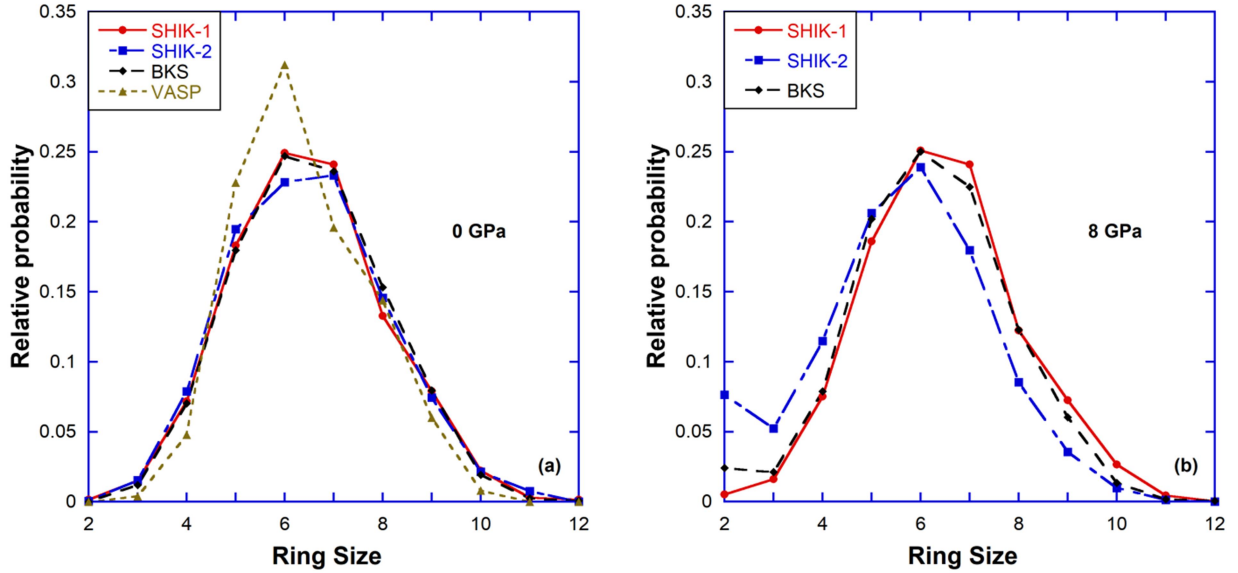 0.35
SHIK-1
SHIK-2
BKS
VASP
0.3
0.25
0.2
0.15
0.1
0.05
0
Relative probability
0 GPa
(a)
2 4 6 8 10 12
Ring Size
0.35
SHIK-1
SHIK-2
BKS
0.3
0.25
0.2
0.15
0.1
0.05
0
Relative probability
8 GPa
(b)
2 4 6 8 10 12
Ring Size